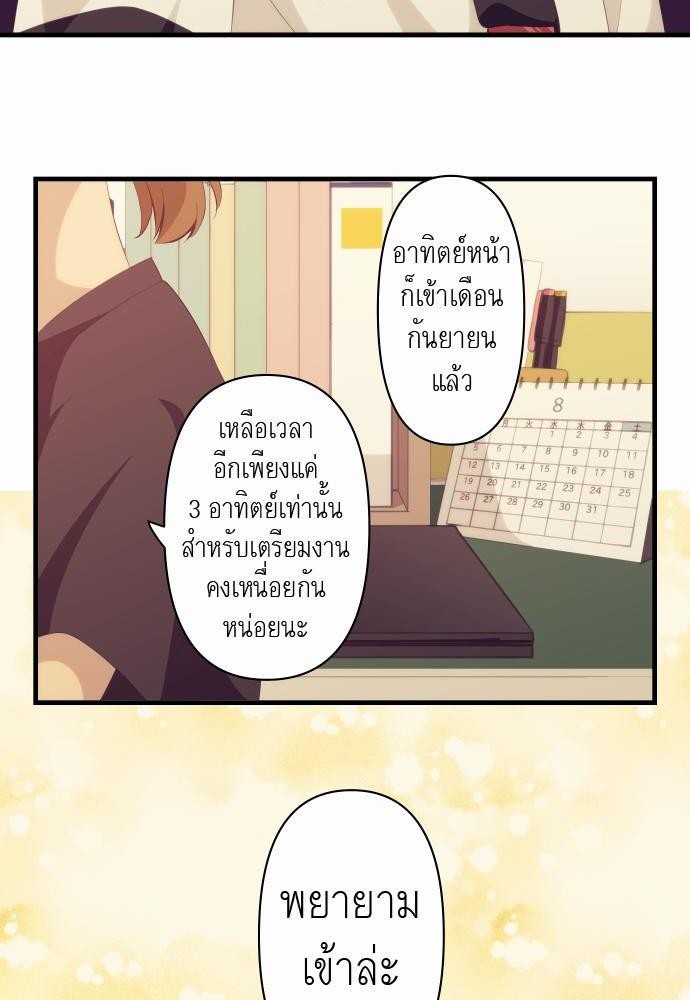 อาทิตย์หน้า
ก็เข้าเดือน
กันยายน
แล้ว
เหลือเวลา
อีกเพียงแค่
3 อาทิตย์เท่านั้น
สำหรับเตรียมงาน
คงเหนื่อยกัน
หน่อยนะ
8
月 火 水 木 金 土
1 2 3 4
5 6 7 8 9 10 11
12 13 14 15 16 17 18
19 20 21 22 23 24 25
26 27 28 29 30 31
พยายาม
เข้าล่ะ